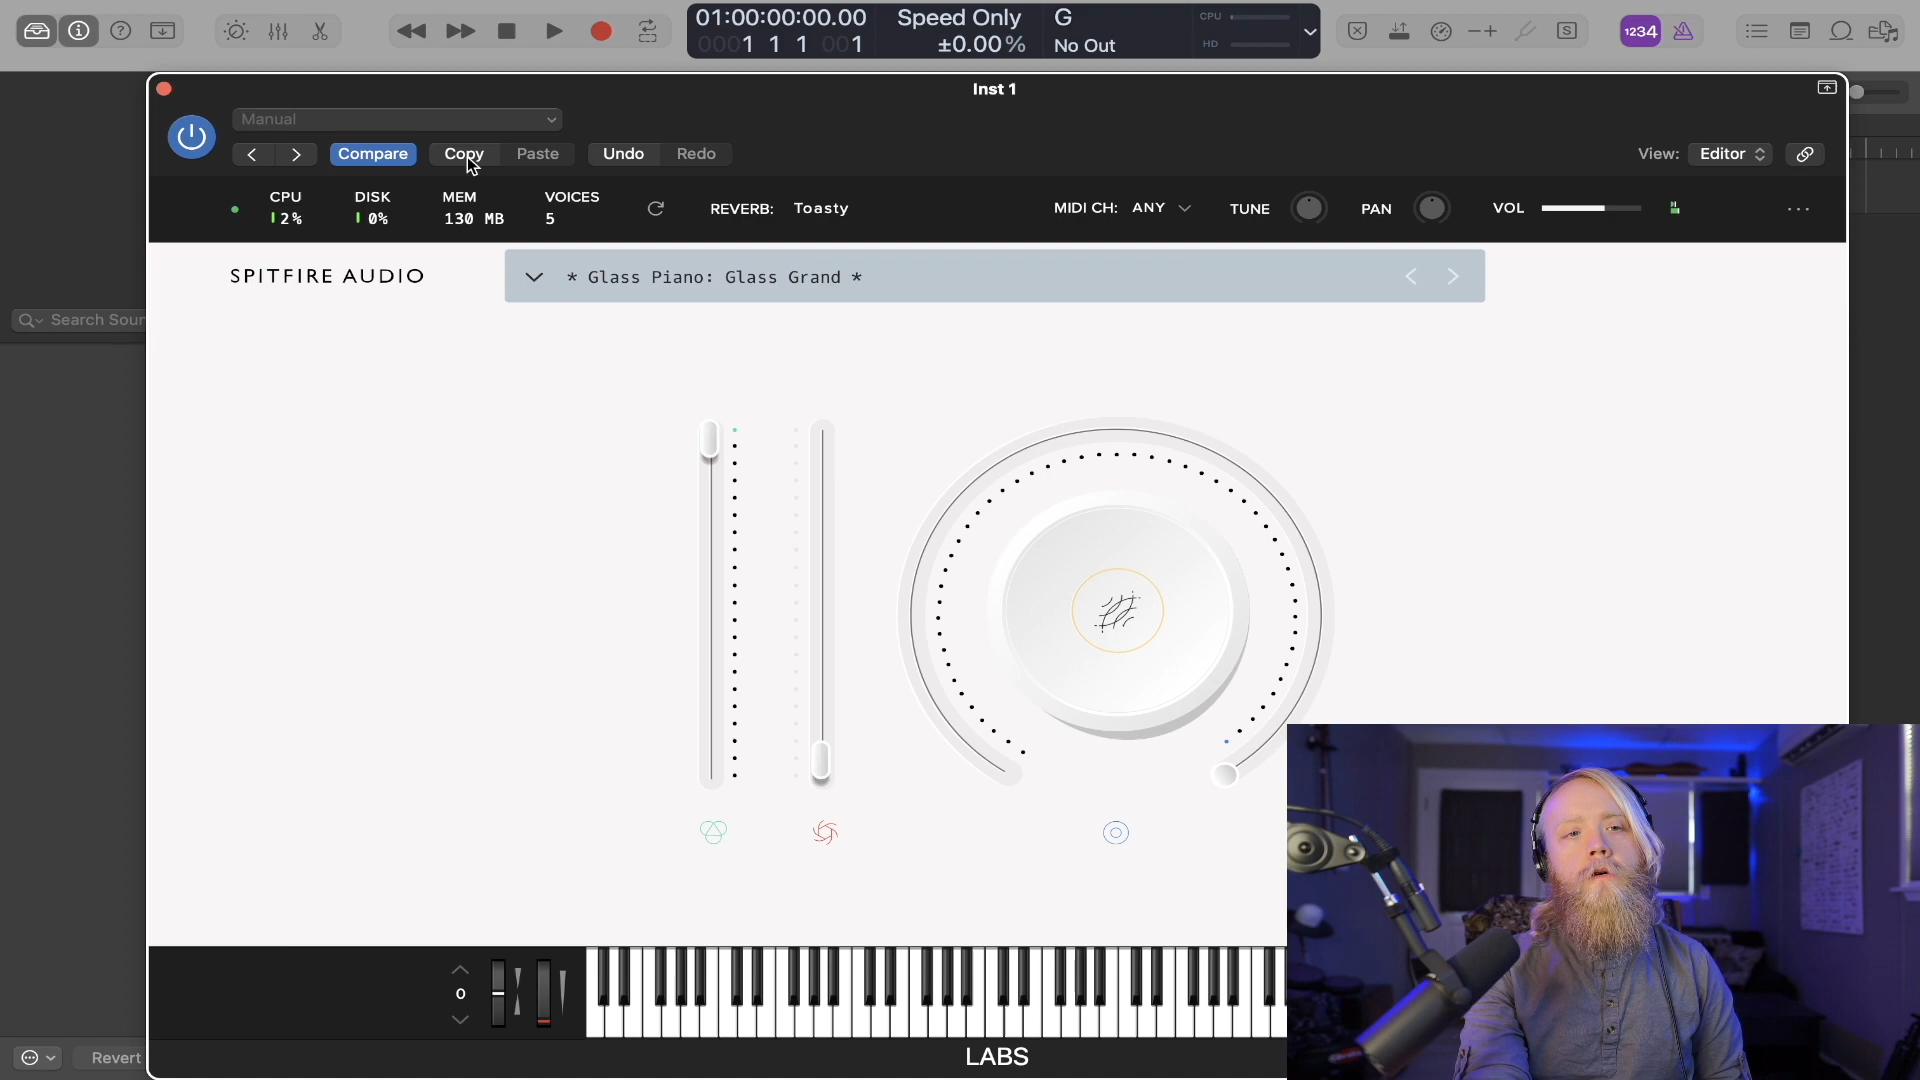 01:00:00:00.00
0001 1 1 001
Speed Only
±0.00%
G
No Out
CPU
HD
S
1234
Inst 1
Manual
Compare
Copy
Paste
Undo
Redo
View:
Editor
CPU
2%
DISK
0%
MEM
130 MB
VOICES
5
REVERB: Toasty
MIDI CH: ANY
TUNE
PAN
VOL
SPITFIRE AUDIO
* Glass Piano: Glass Grand *
Search Soun
0
Revert
LABS